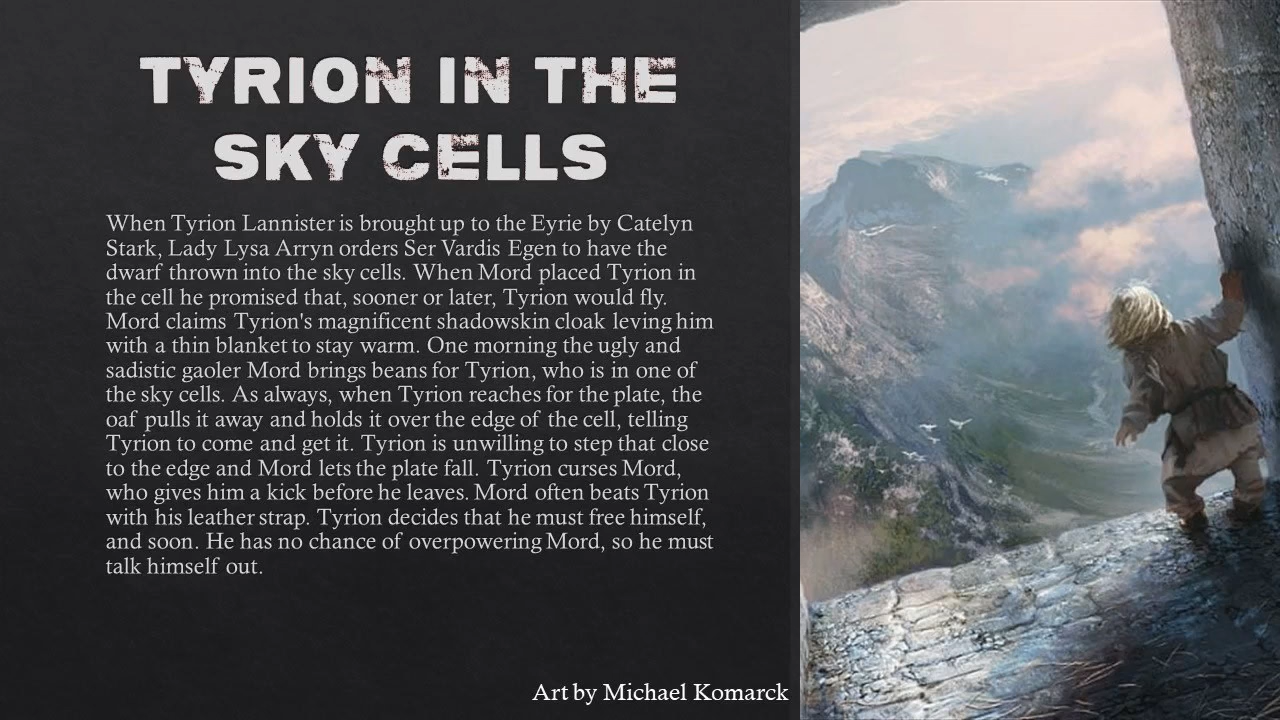 TYRION IN THE
SKY CELLS
When Tyrion Lannister is brought up to the Eyrie by Catelyn
Stark, Lady Lysa Arryn orders Ser Vardis Egen to have the
dwarf thrown into the sky cells. When Mord placed Tyrion in
the cell he promised that, sooner or later, Tyrion would fly.
Mord claims Tyrion's magnificent shadowskin cloak leving him
with a thin blanket to stay warm. One morning the ugly and
sadistic gaoler Mord brings beans for Tyrion, who is in one of
the sky cells. As always, when Tyrion reaches for the plate, the
oaf pulls it away and holds it over the edge of the cell, telling
Tyrion to come and get it. Tyrion is unwilling to step that close
to the edge and Mord lets the plate fall. Tyrion curses Mord,
who gives him a kick before he leaves. Mord often beats Tyrion
with his leather strap. Tyrion decides that he must free himself,
and soon. He has no chance of overpowering Mord, so he must
talk himself out.
Art by Michael Komarck